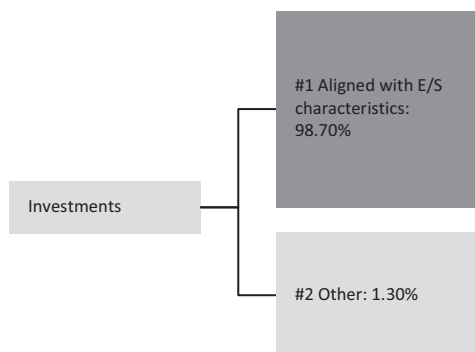 #1 Aligned with E/S
characteristics:
98.70%
Investments
#2 Other: 1.30%